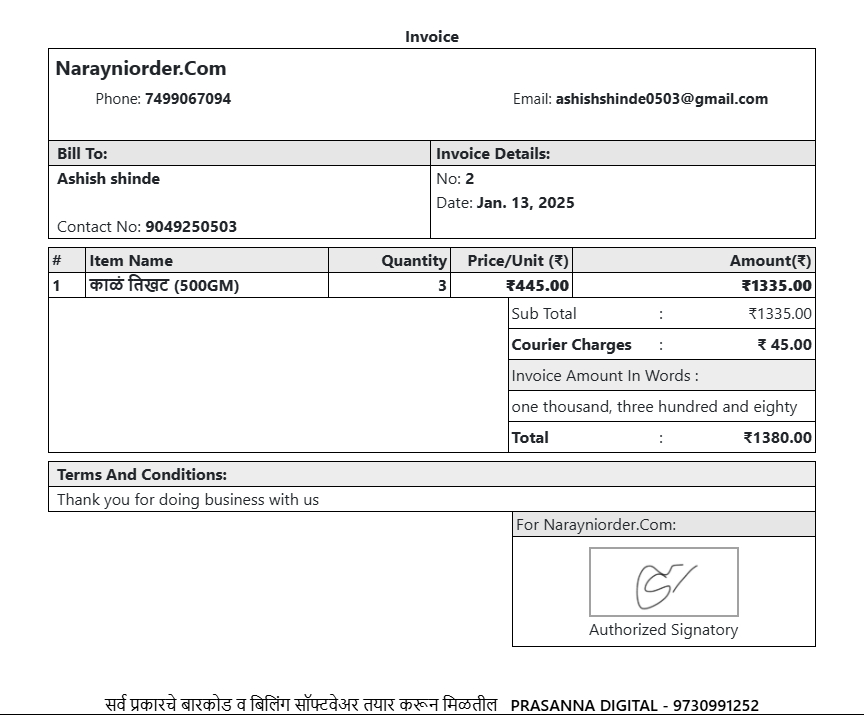 Invoice
Narayniorder.Com
Phone: 7499067094 Email: ashishshinde0503@gmail.com
Bill To: Invoice Details:
Ashish shinde No: 2
Date: Jan. 13, 2025
Contact No: 9049250503
# Item Name Quantity Price/Unit (₹) Amount(₹)
1 काळं तिखट (500GM) 3 ₹445.00 ₹1335.00
Sub Total : ₹1335.00
Courier Charges : ₹ 45.00
Invoice Amount In Words :
one thousand, three hundred and eighty
Total : ₹1380.00
Terms And Conditions:
Thank you for doing business with us
For Narayniorder.Com:
Authorized Signatory
सर्व प्रकारचे बारकोड व बिलिंग सॉफ्टवेअर तयार करून मिळतील PRASANNA DIGITAL - 9730991252